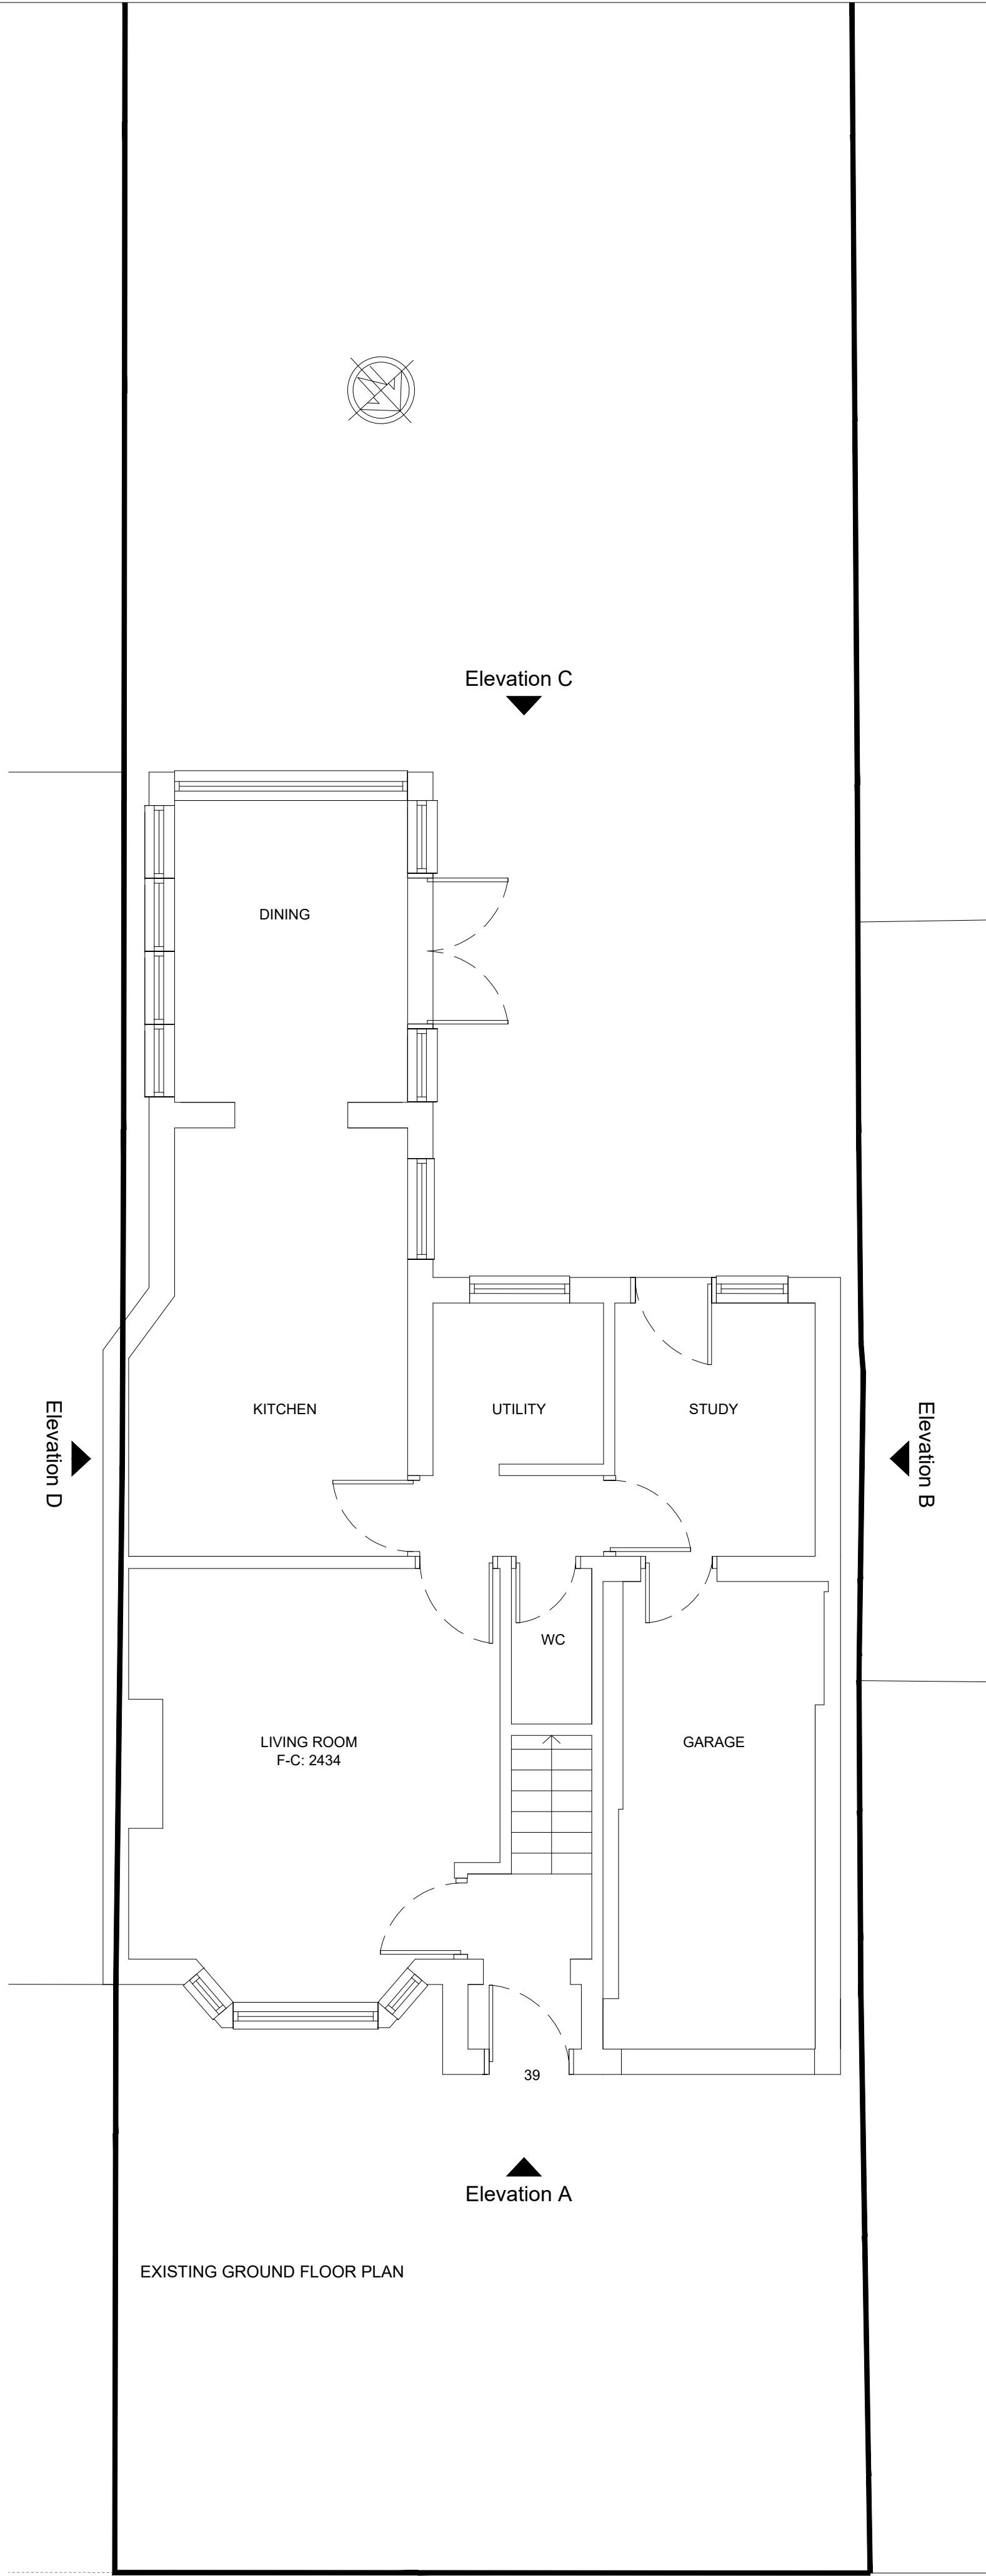 Elevation C
DINING
KITCHEN
UTILITY
STUDY
Elevation D
Elevation B
WC
LIVING ROOM
F-C: 2434
GARAGE
39
Elevation A
EXISTING GROUND FLOOR PLAN